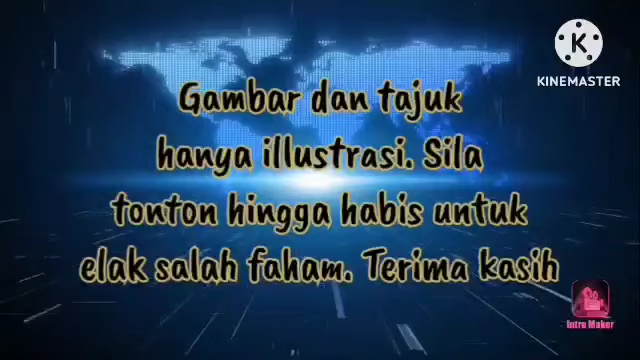 KINEMASTER
Gambar dan tajuk
hanya illustrasi. Sila
tonton hingga habis untuk
elak salah faham. Terima kasih
Intro Maker